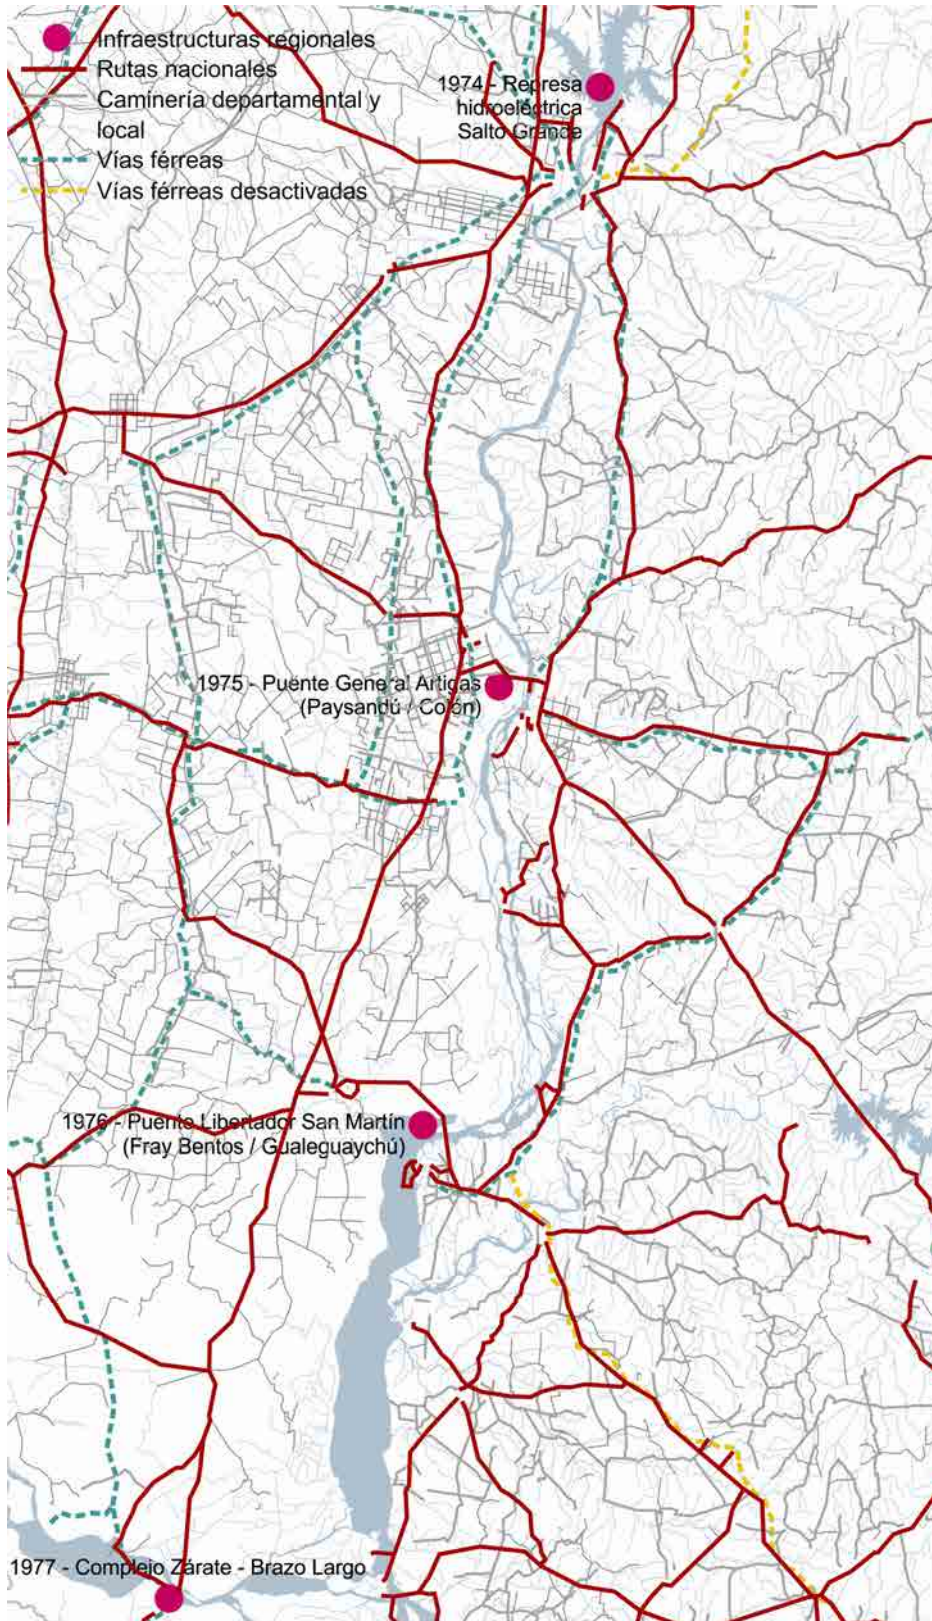 Infraestructuras regionales
Rutas nacionales
Caminería departamental y
local
Vías férreas
Vías férreas desactivadas
1974 - Represa
hidroeléctrica
Salto Grande
1975 - Puente General Artigas
(Paysandú / Colón)
1976 - Puente Libertador San Martín
(Fray Bentos / Gualeguaychú)
1977 - Complejo Zárate - Brazo Largo